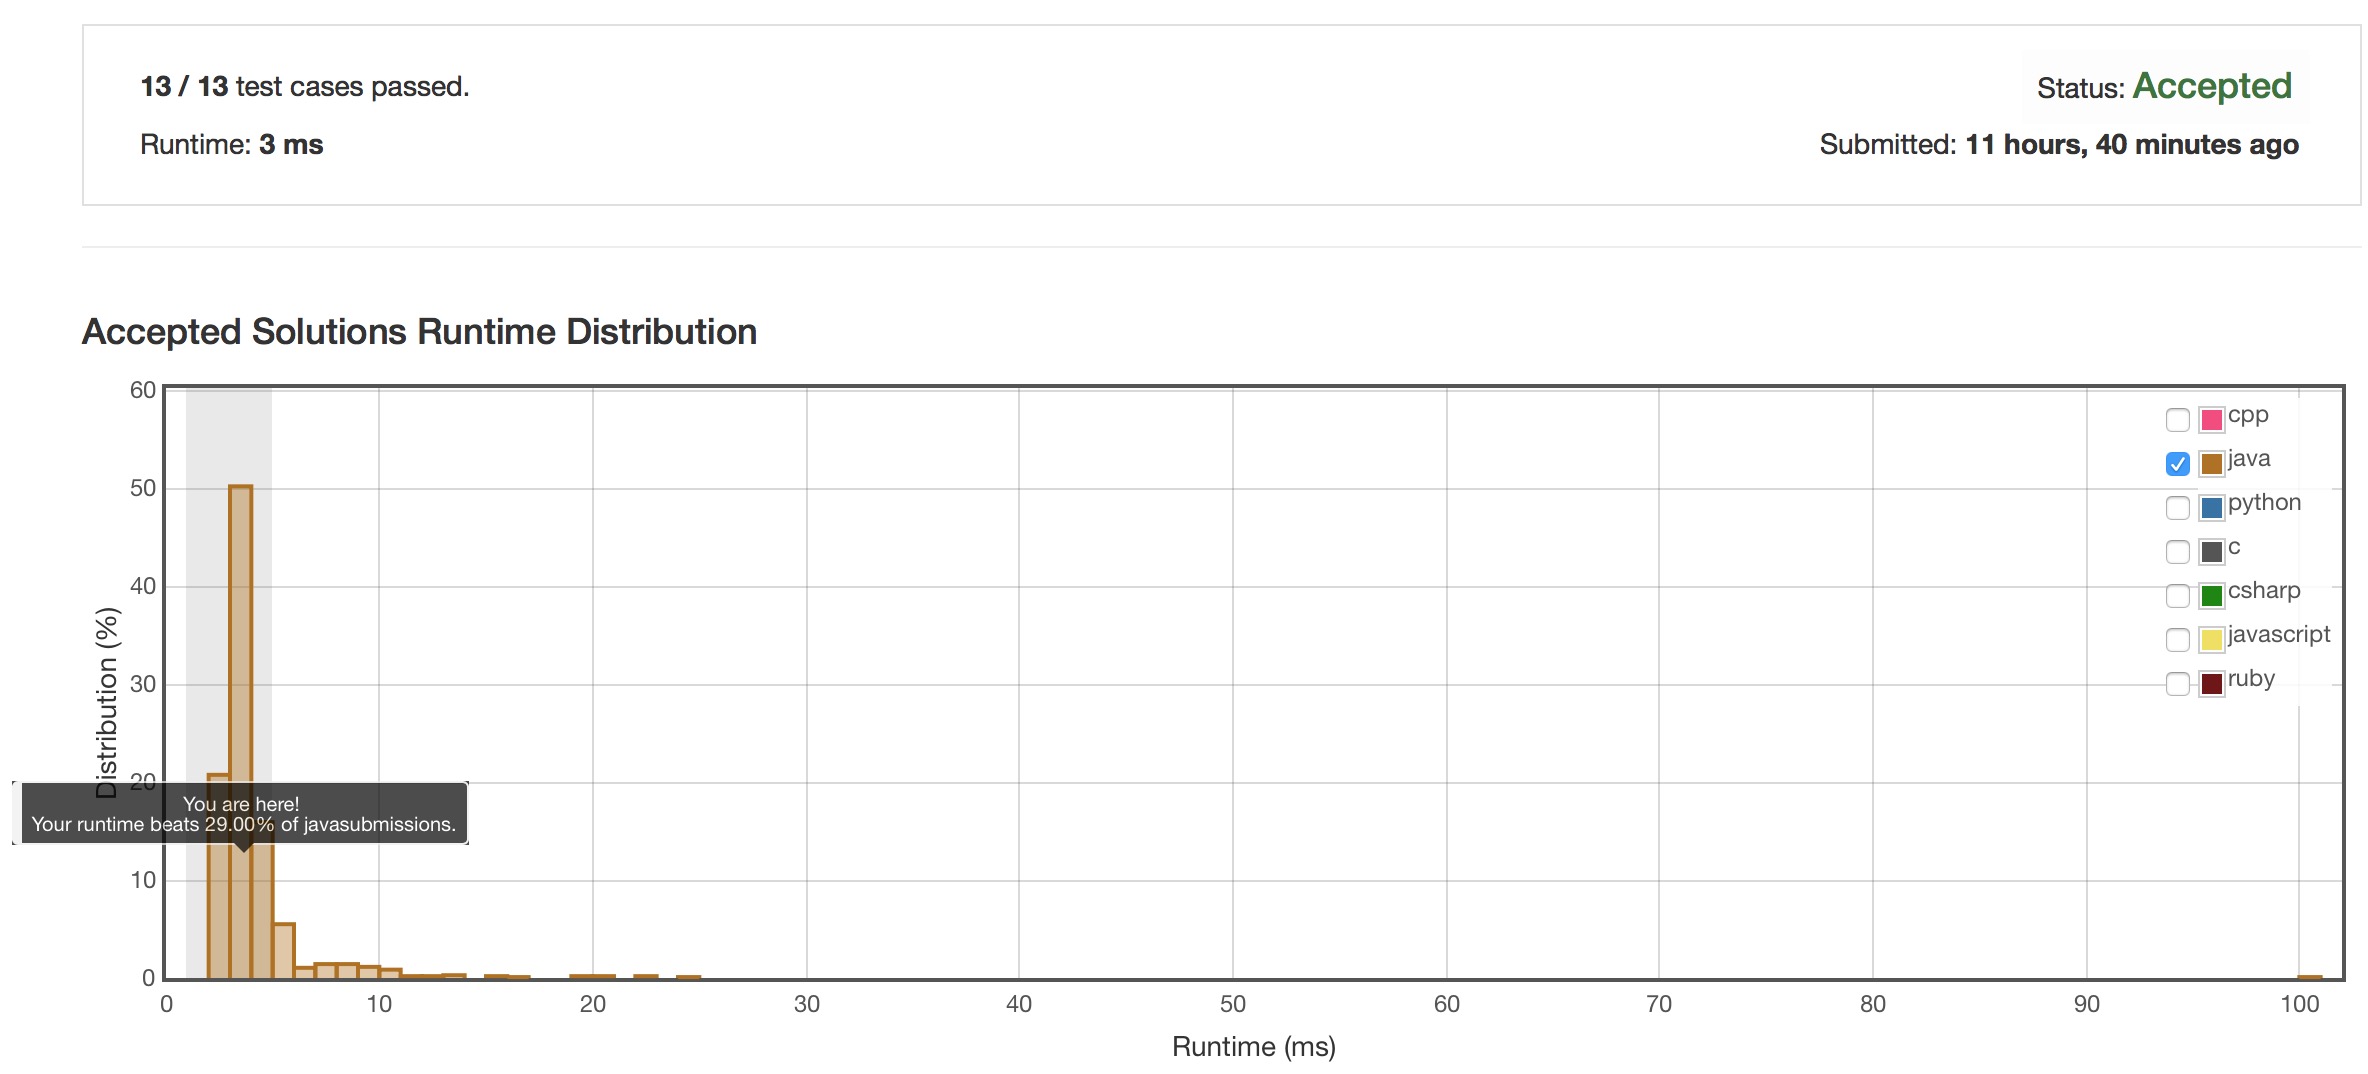 13 / 13 test cases passed.
Status: Accepted
Runtime: 3 ms
Submitted: 11 hours, 40 minutes ago
Accepted Solutions Runtime Distribution
60
50
40
30
20
10
0
Distribution (%)
You are here!
Your runtime beats 29.00% of javasubmissions.
cpp
java
python
c
csharp
javascript
ruby
0 10 20 30 40 50 60 70 80 90 100
Runtime (ms)